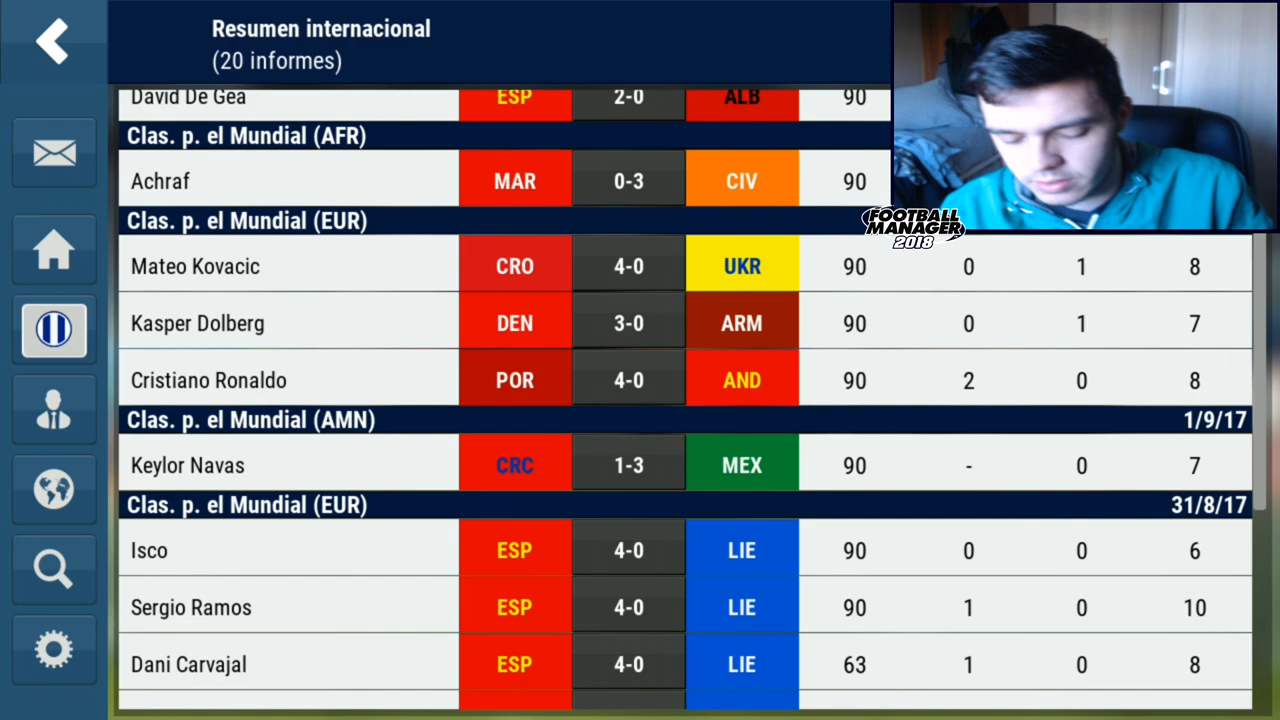 Resumen internacional
(20 informes)
David De Gea ESP 2-0 ALB 90
Clas. p. el Mundial (AFR)
Achraf MAR 0-3 CIV 90
Clas. p. el Mundial (EUR)
FOOTBALL MANAGER 2018
Mateo Kovacic CRO 4-0 UKR 90 0 1 8
Kasper Dolberg DEN 3-0 ARM 90 0 1 7
Cristiano Ronaldo POR 4-0 AND 90 2 0 8
Clas. p. el Mundial (AMN) 1/9/17
Keylor Navas CRC 1-3 MEX 90 - 0 7
Clas. p. el Mundial (EUR) 31/8/17
Isco ESP 4-0 LIE 90 0 0 6
Sergio Ramos ESP 4-0 LIE 90 1 0 10
Dani Carvajal ESP 4-0 LIE 63 1 0 8